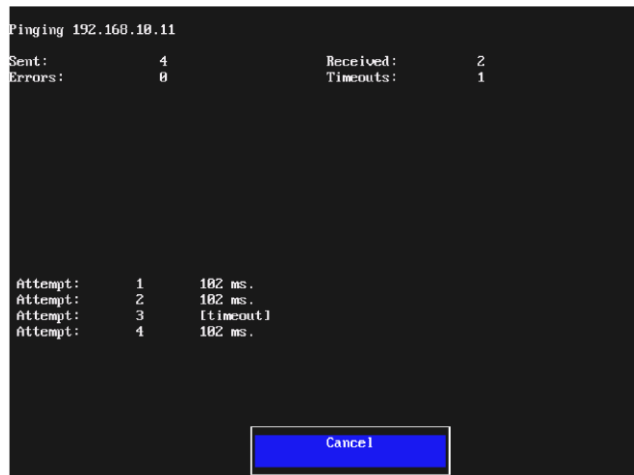 Pinging 192.168.10.11
Sent: 4 Received: 2
Errors: 0 Timeouts: 1
Attempt: 1 102 ms.
Attempt: 2 102 ms.
Attempt: 3 [timeout]
Attempt: 4 102 ms.
Cancel